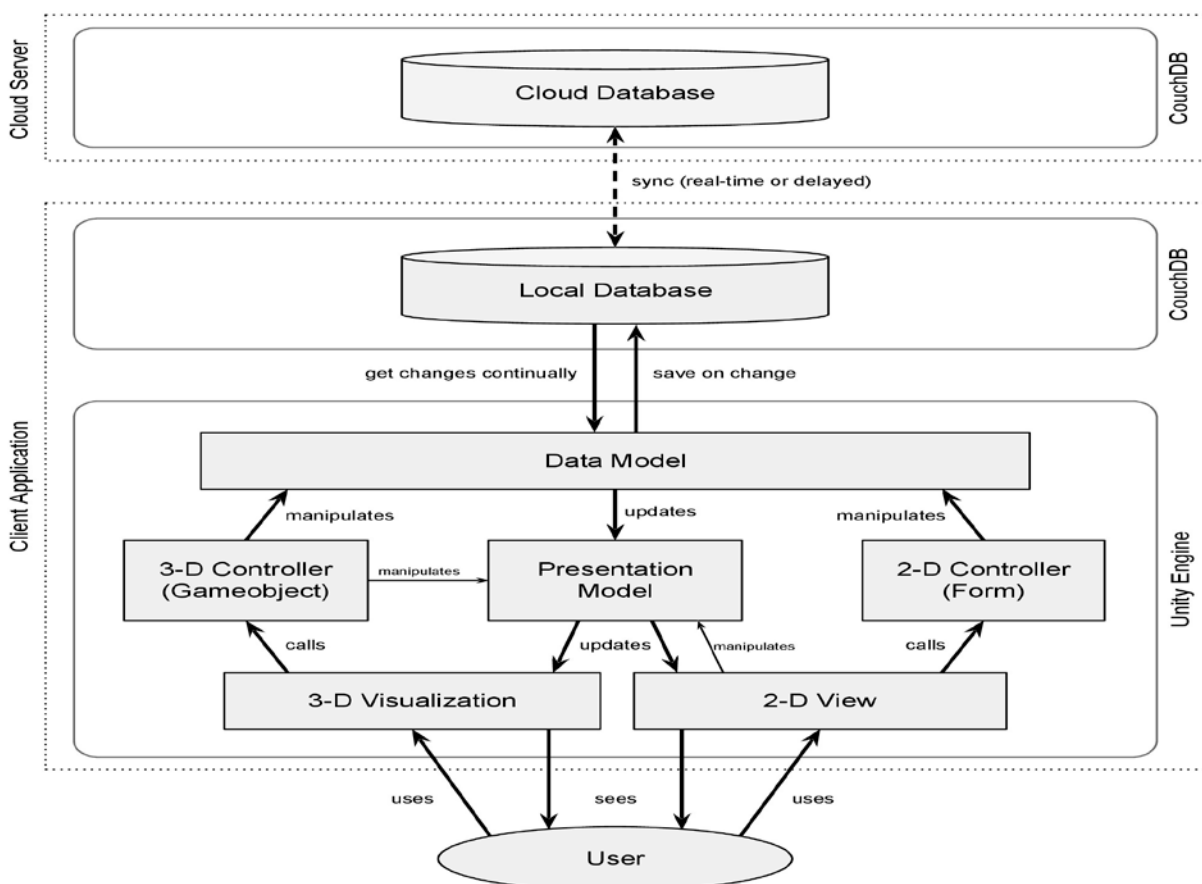 Cloud Server
CouchDB
Cloud Database
sync (real-time or delayed)
Client Application
CouchDB
Local Database
get changes continually
save on change
Unity Engine
Data Model
manipulates
updates
manipulates
3-D Controller
(Gameobject)
manipulates
Presentation
Model
2-D Controller
(Form)
calls
updates
manipulates
calls
3-D Visualization
2-D View
uses
sees
uses
User